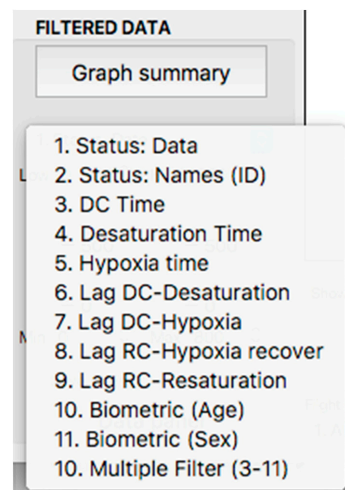 FILTERED DATA
Graph summary
1. Status: Data
2. Status: Names (ID)
3. DC Time
4. Desaturation Time
5. Hypoxia time
6. Lag DC-Desaturation
7. Lag DC-Hypoxia
8. Lag RC-Hypoxia recover
9. Lag RC-Resaturation
10. Biometric (Age)
11. Biometric (Sex)
10. Multiple Filter (3-11)